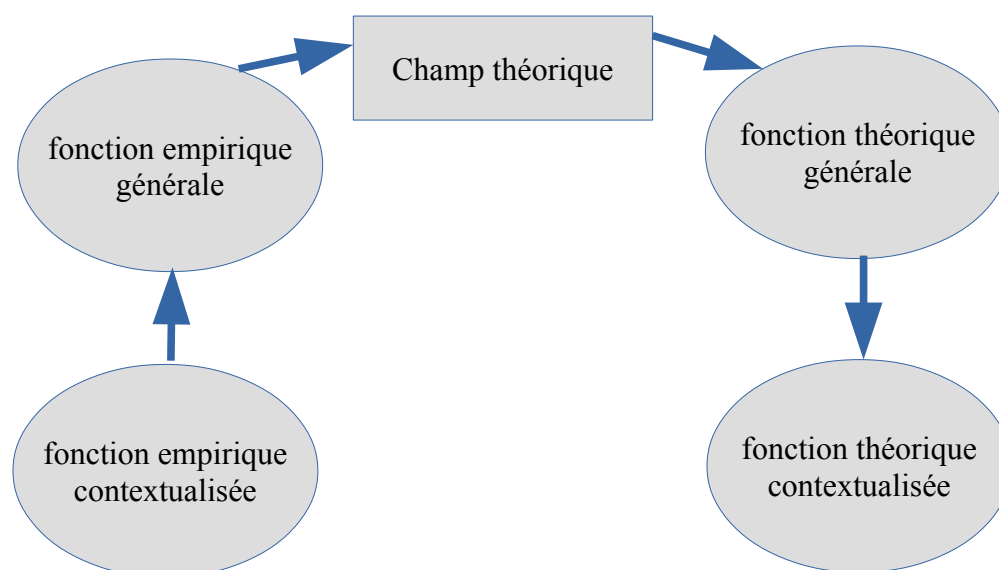 Champ théorique
fonction empirique
générale
fonction théorique
générale
fonction empirique
contextualisée
fonction théorique
contextualisée